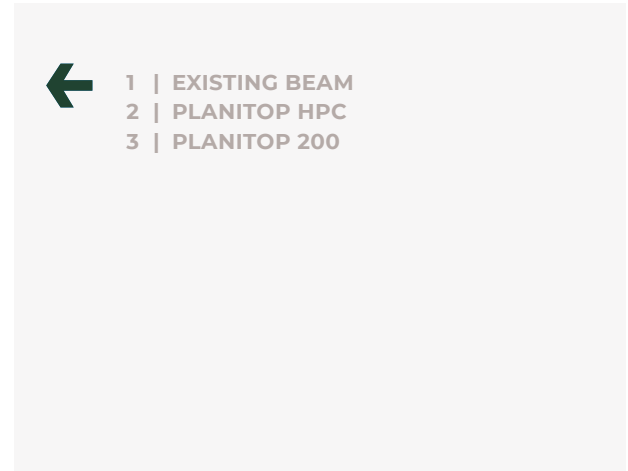 1 | EXISTING BEAM
2 | PLANITOP HPC
3 | PLANITOP 200